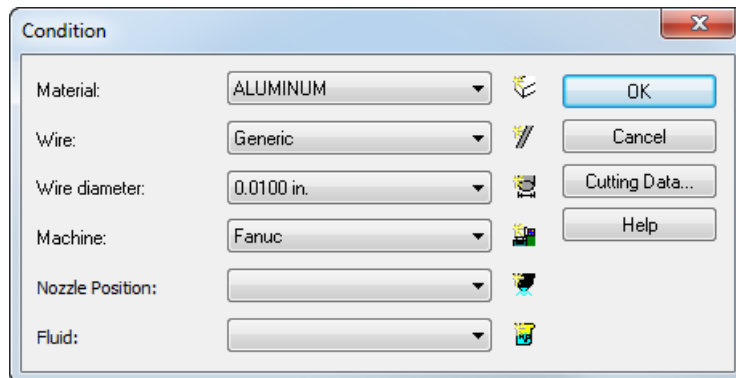 Condition
Material: ALUMINUM OK
Wire: Generic Cancel
Wire diameter: 0.0100 in. Cutting Data...
Machine: Fanuc Help
Nozzle Position:
Fluid: